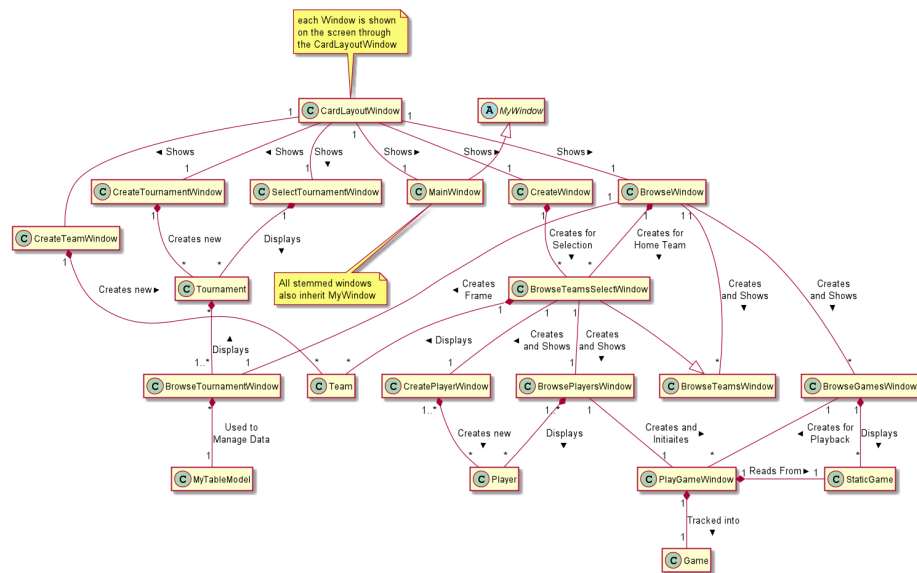 each Window is shown
on the screen through
the CardLayoutWindow
C CardLayoutWindow
A MyWindow
1
1
1
1
1
1
◄ Shows
◄ Shows
Shows
▼
Shows►
Shows►
Shows►
1
1
1
1
1
1
C CreateTournamentWindow
C SelectTournamentWindow
C MainWindow
C CreateWindow
C BrowseWindow
1
1
1
1
1
1
1
C CreateTeamWindow
1
Creates new
▼
Displays
▼
Creates for
Selection
▼
Creates for
Home Team
▼
*
*
*
*
All stemmed windows
also inherit MyWindow
C Tournament
C BrowseTeamsSelectWindow
Creates new►
◄ Creates
Frame
Creates
and Shows
▼
Creates
and Shows
▼
*
1
1
1
▲
Displays
◄ Displays
Creates
◄ and Shows
Creates
and Shows
▼
1..*
1
*
*
1
1
*
*
C BrowseTournamentWindow
C Team
C CreatePlayerWindow
C BrowsePlayersWindow
C BrowseTeamsWindow
C BrowseGamesWindow
*
1..*
1..*
1
1
1
Used to
Manage Data
Creates new
▼
Displays
▼
Creates and
Initiaites
►
Creates for
◄ Playback
Displays
▼
1
*
*
1
*
*
C MyTableModel
C Player
C PlayGameWindow
1
Reads From►
1
C StaticGame
1
Tracked into
▼
1
C Game